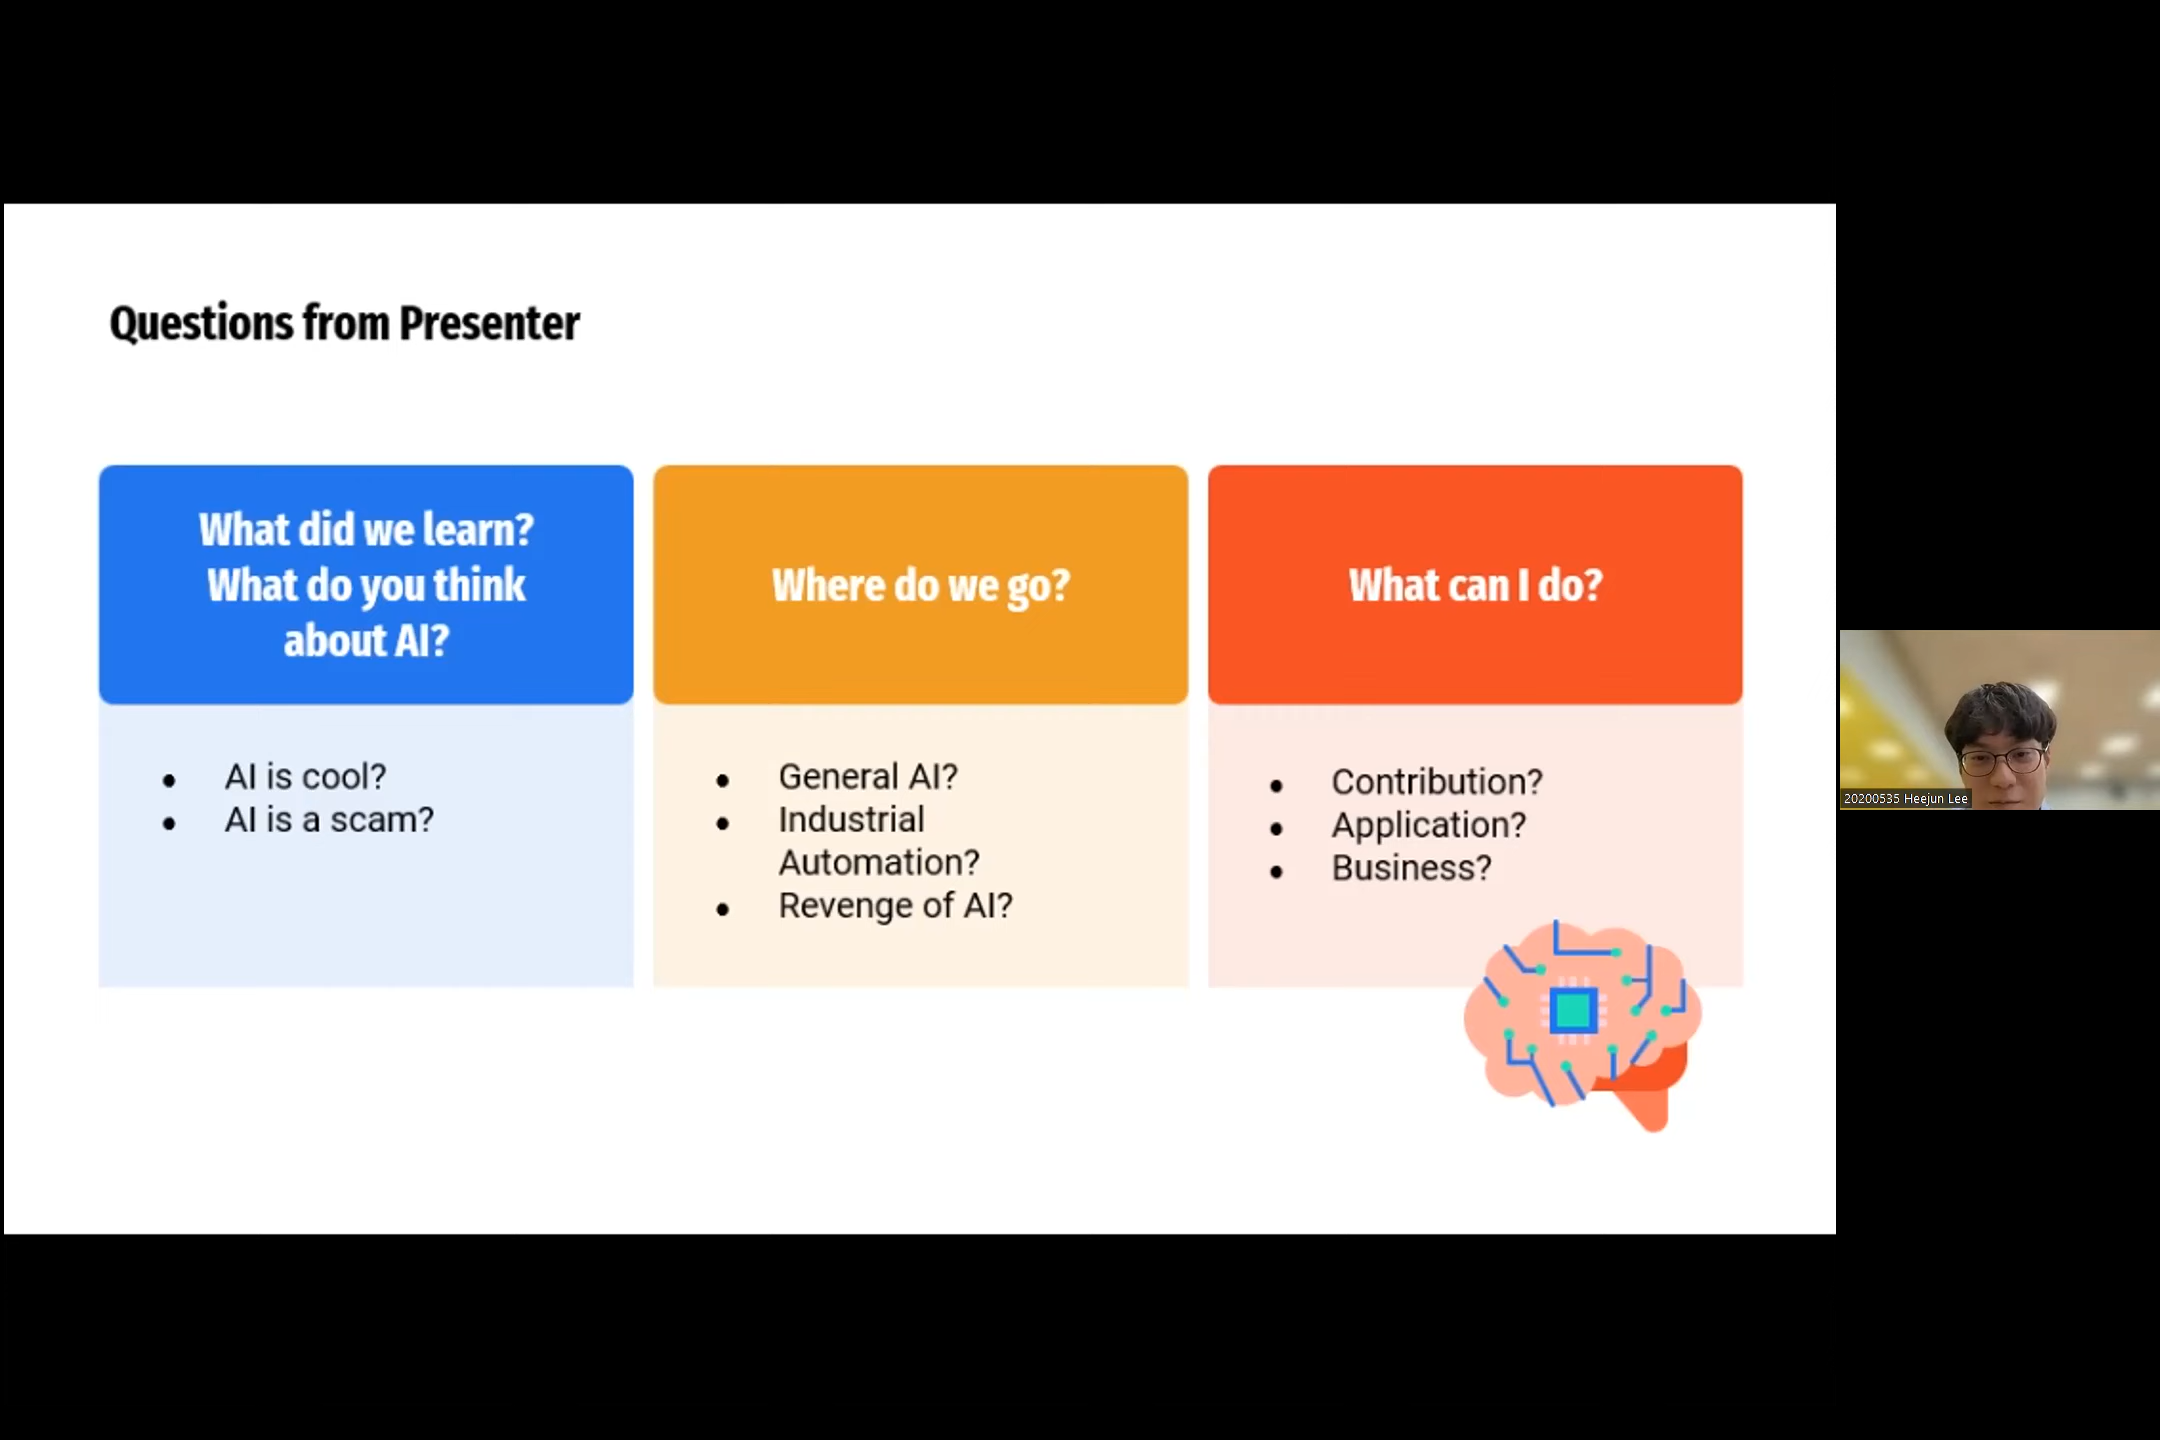 Questions from Presenter
What did we learn?
What do you think
about AI?
AI is cool?
AI is a scam?
Where do we go?
General AI?
Industrial
Automation?
Revenge of AI?
What can I do?
Contribution?
Application?
Business?
20200535 Heejun Lee